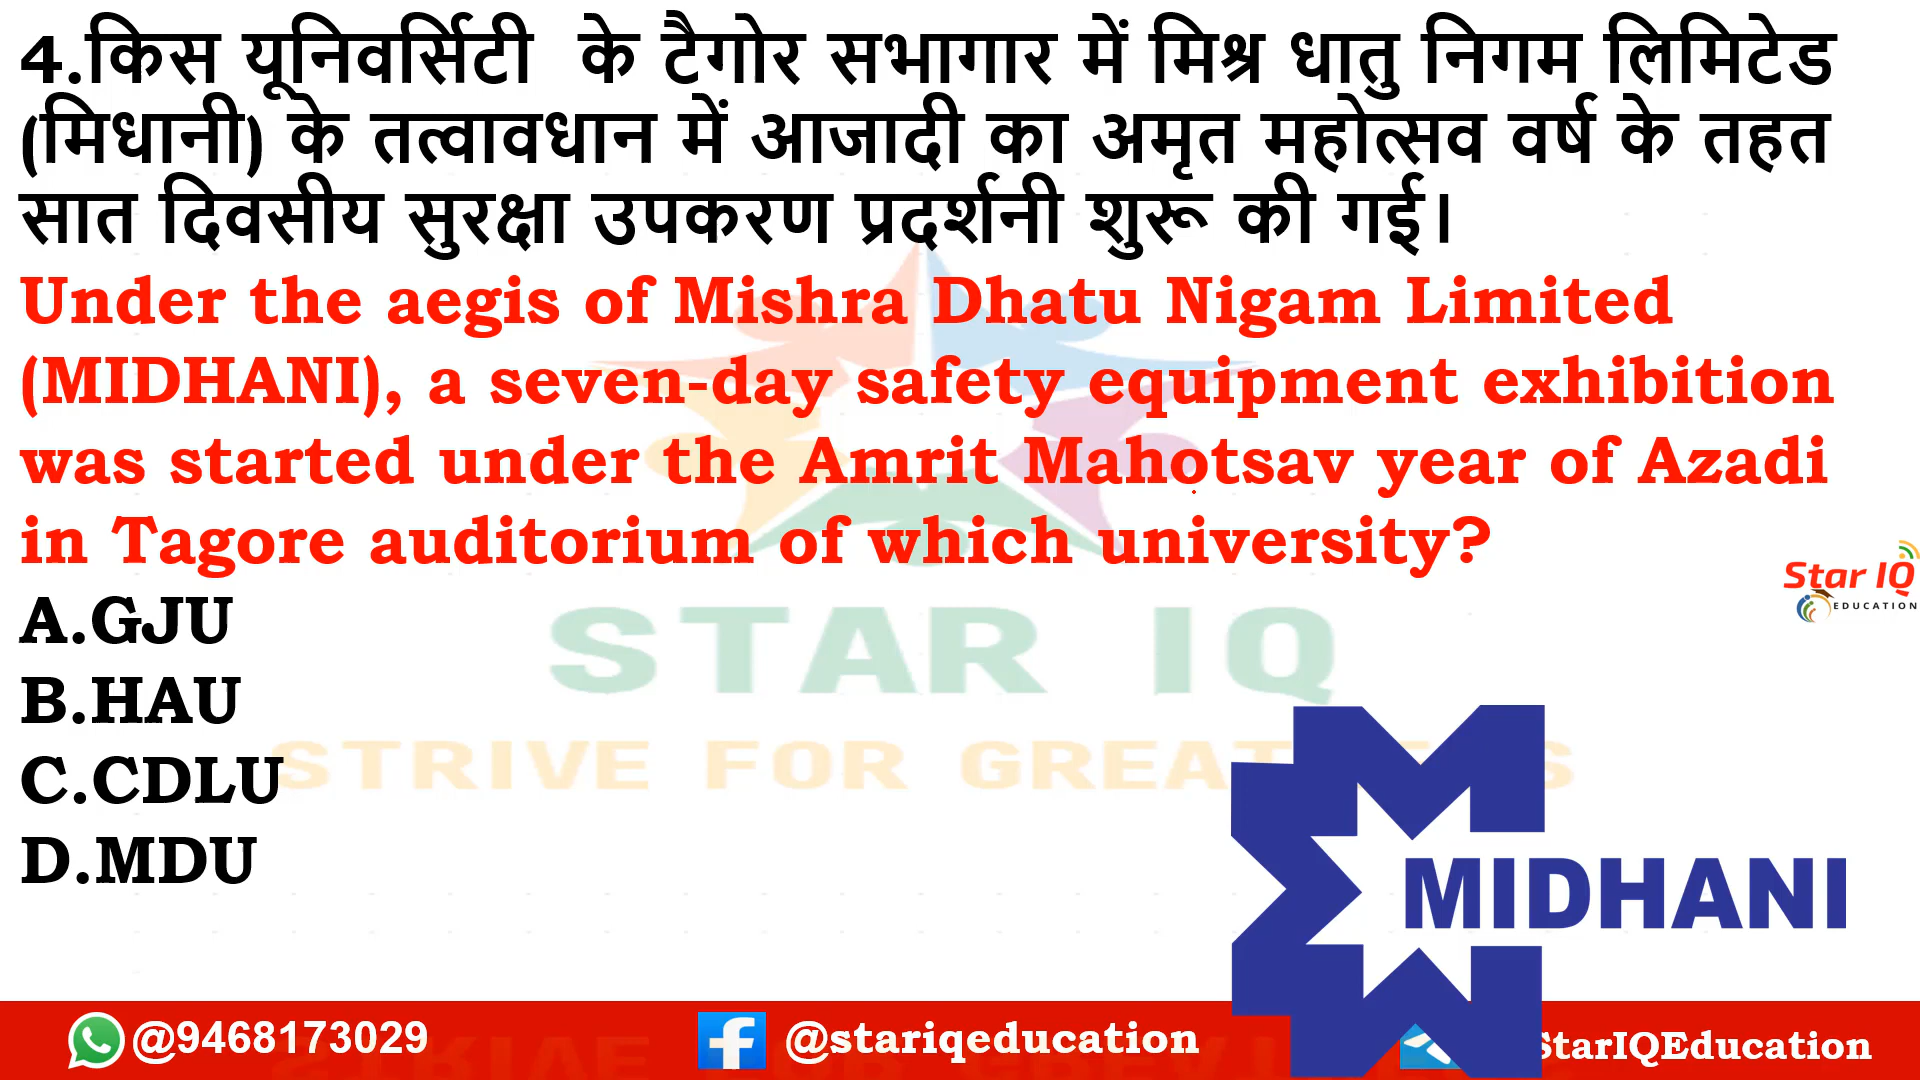 4.किस यूनिवर्सिटी के टैगोर सभागार में मिश्र धातु निगम लिमिटेड
(मिधानी) के तत्वावधान में आजादी का अमृत महोत्सव वर्ष के तहत
सात दिवसीय सुरक्षा उपकरण प्रदर्शनी शुरू की गई।
Under the aegis of Mishra Dhatu Nigam Limited
(MIDHANI), a seven-day safety equipment exhibition
was started under the Amrit Mahotsav year of Azadi
in Tagore auditorium of which university?
A.GJU
B.HAU
C.CDLU
D.MDU
Star IQ
EDUCATION
STAR IQ
STRIVE FOR
MIDHANI
@9468173029
@stariqeducation
StarIQEducation